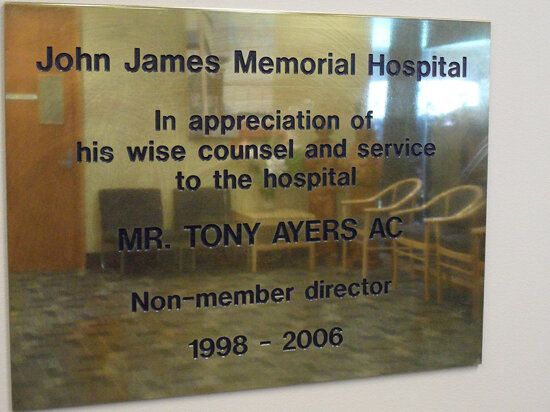 John James Memorial Hospital
In appreciation of
his wise counsel and service
to the hospital
MR. TONY AYERS AC
Non-member director
1998 - 2006